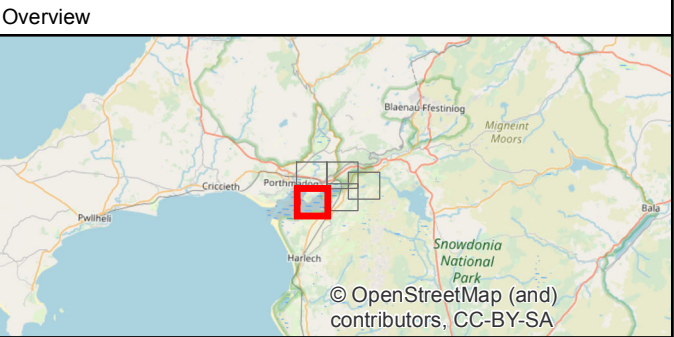 Overview
Blaenau Ffestiniog
Migneint
Moors
Porthmadog
Criccieth
Pwllheli
Bala
Snowdonia
National
Park
Harlech
© OpenStreetMap (and)
contributors, CC-BY-SA